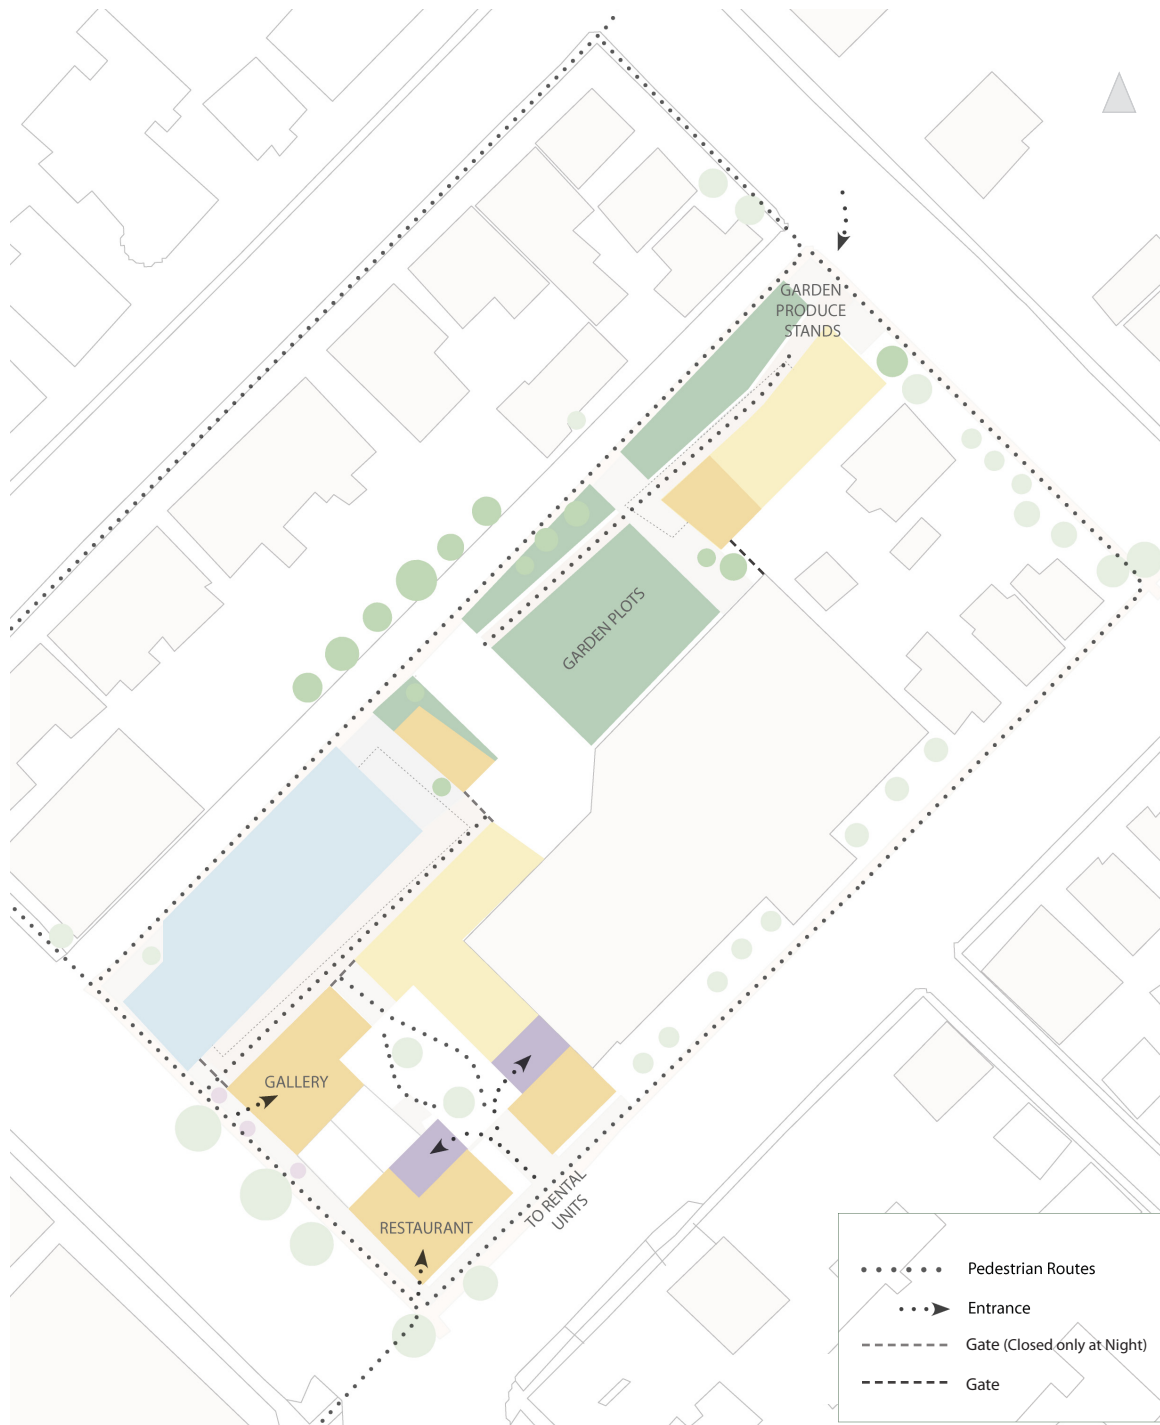 GARDEN
PRODUCE
STANDS
GARDEN PLOTS
GALLERY
RESTAURANT
TO RENTAL
UNITS
Pedestrian Routes
Entrance
Gate (Closed only at Night)
Gate